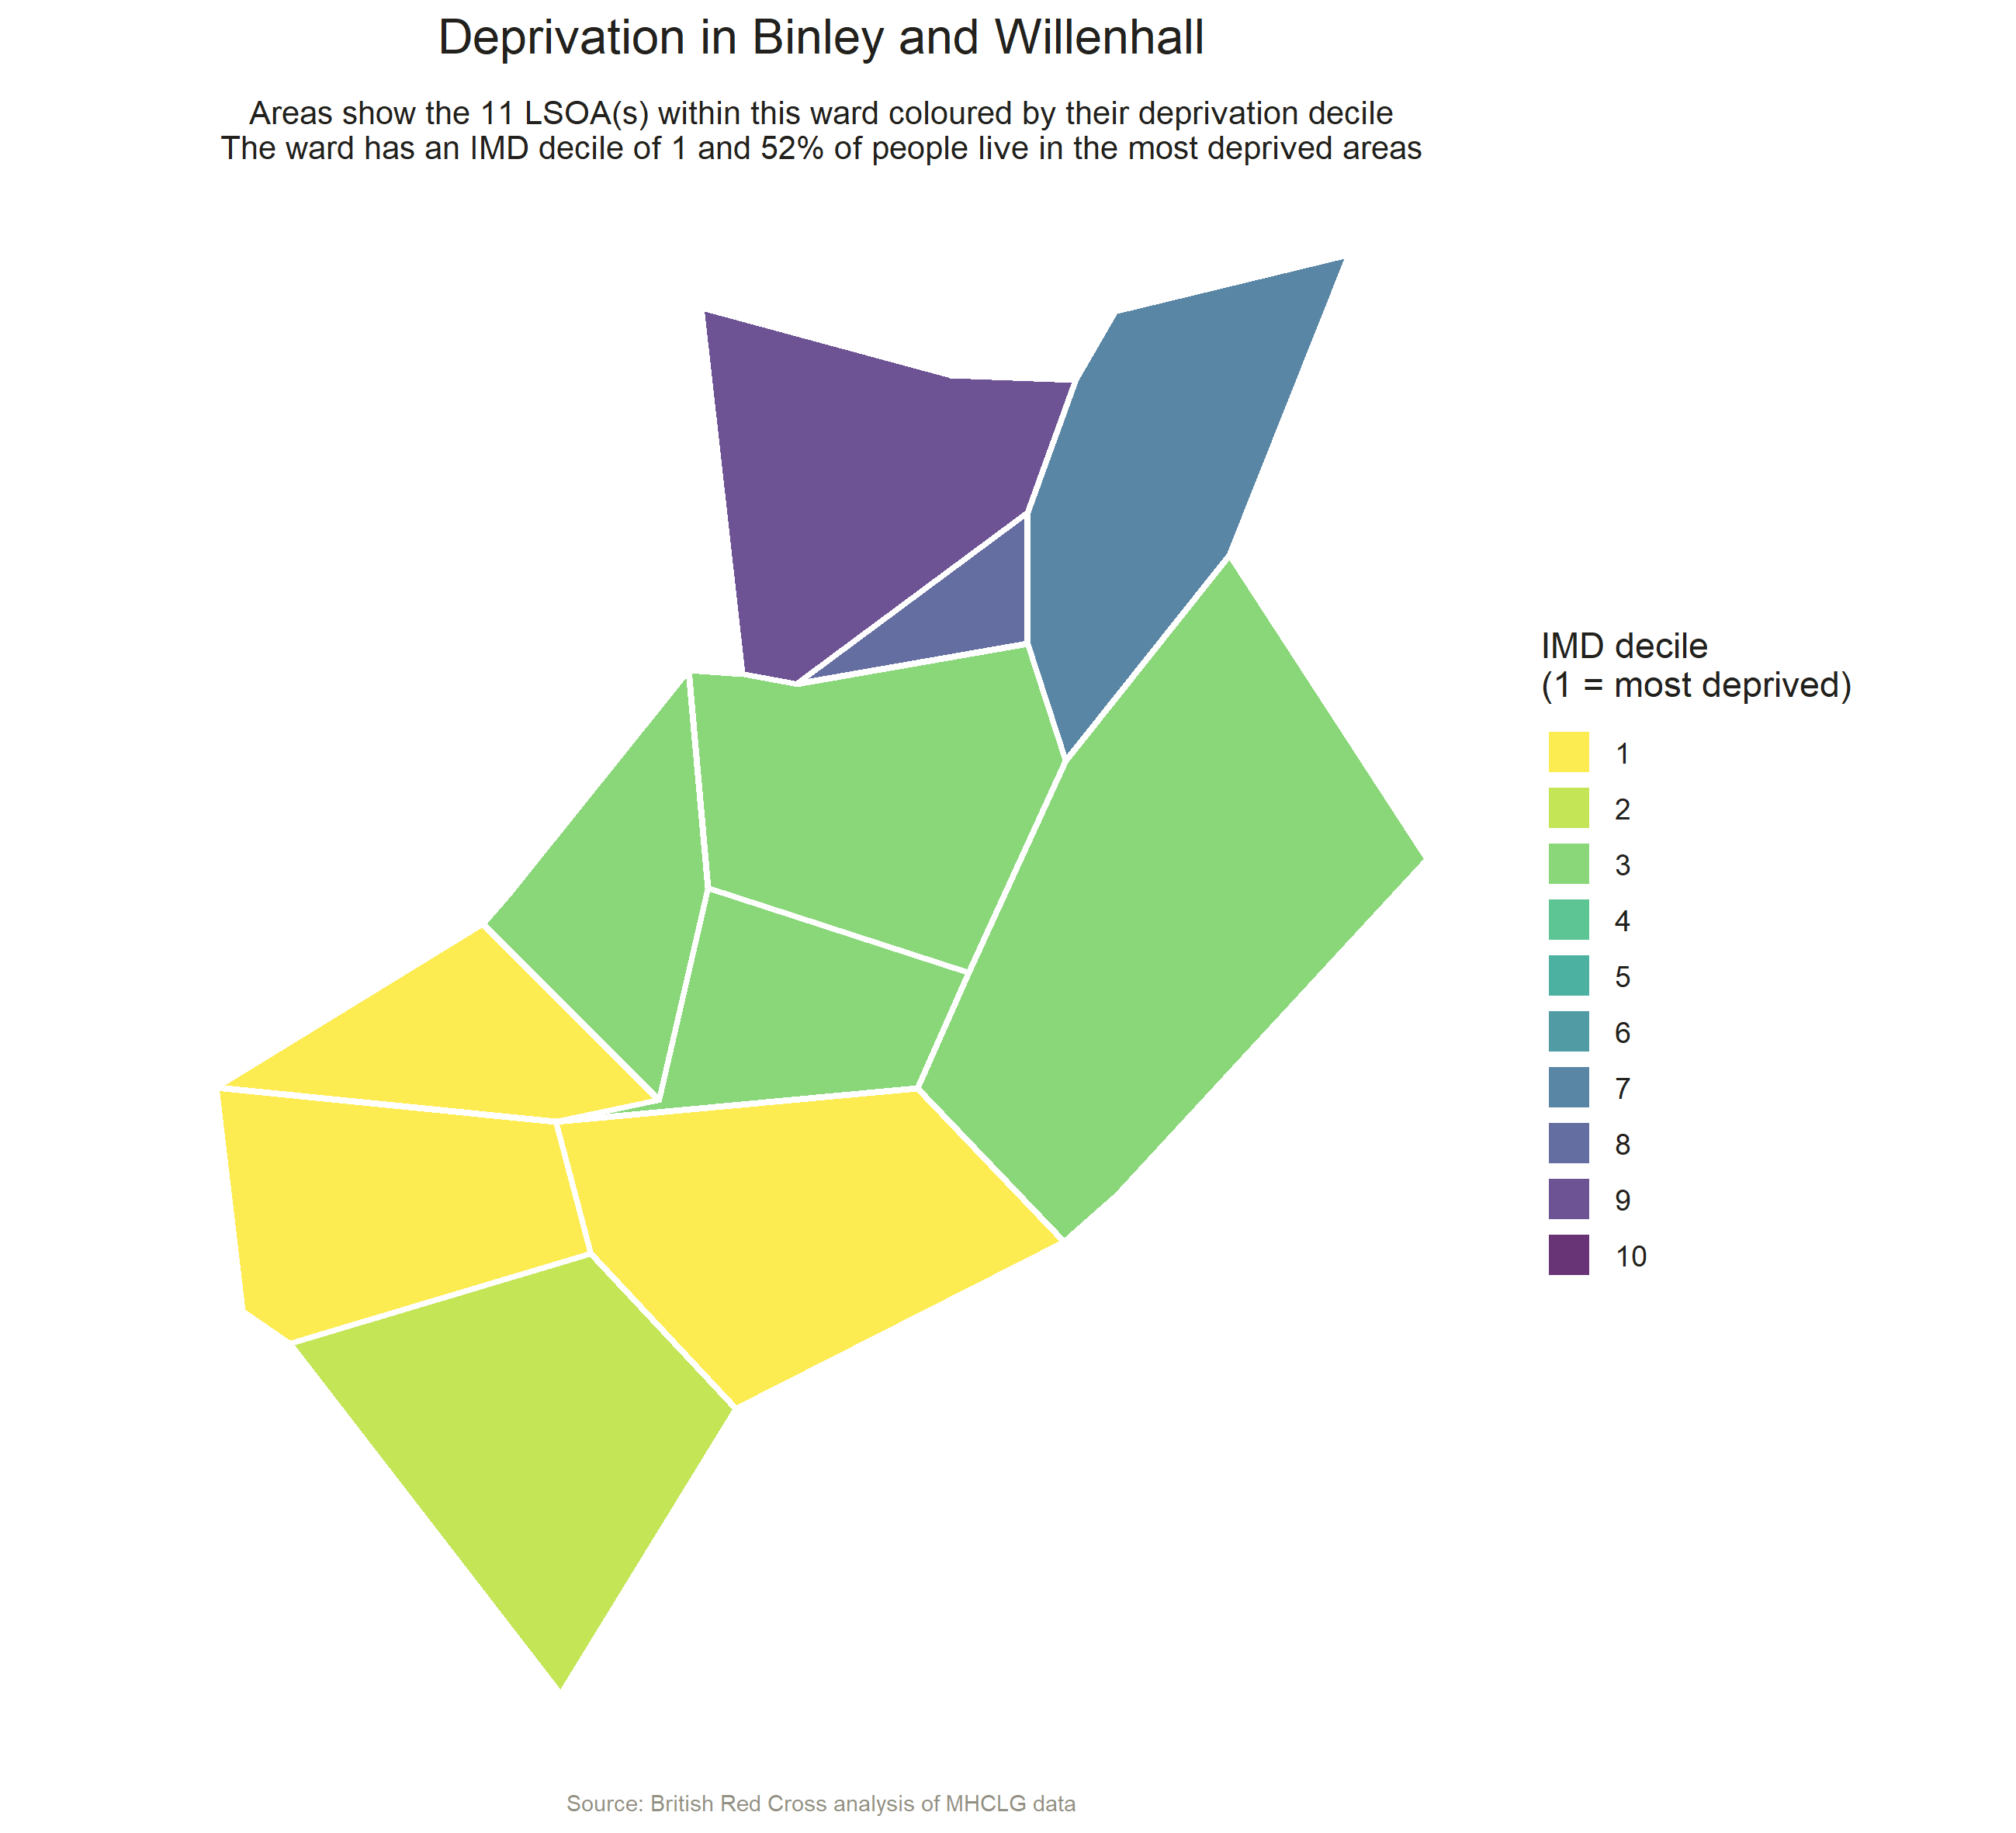 Deprivation in Binley and Willenhall
Areas show the 11 LSOA(s) within this ward coloured by their deprivation decile
The ward has an IMD decile of 1 and 52% of people live in the most deprived areas
IMD decile
(1 = most deprived)
1
2
3
4
5
6
7
8
9
10
Source: British Red Cross analysis of MHCLG data